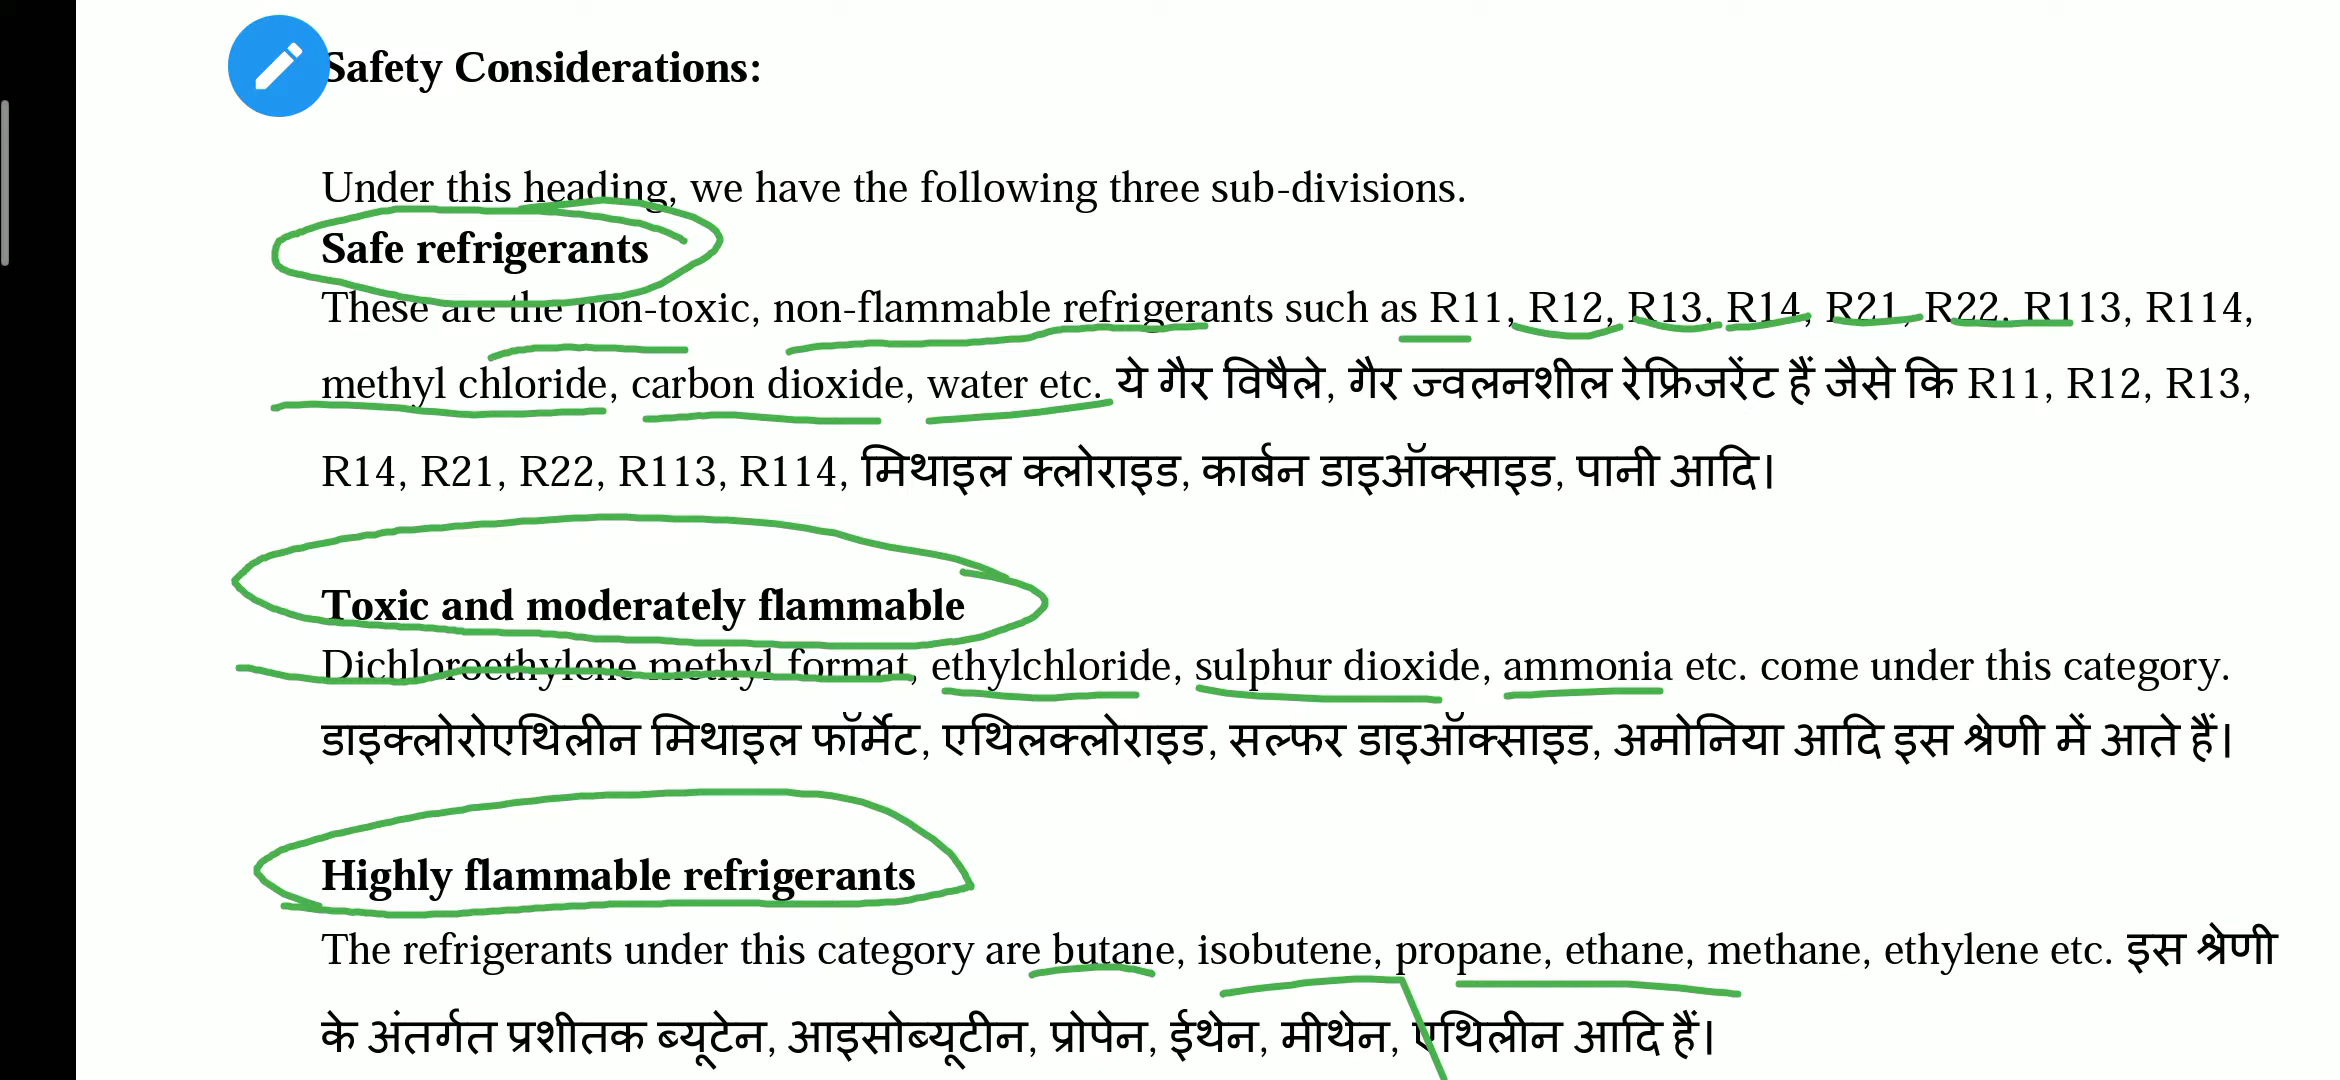 Safety Considerations:
Under this heading, we have the following three sub-divisions.
Safe refrigerants
These are the non-toxic, non-flammable refrigerants such as R11, R12, R13, R14, R21, R22. R113, R114,
methyl chloride, carbon dioxide, water etc. ये गैर विषैले, गैर ज्वलनशील रेफ्रिजरेंट हैं जैसे कि R11, R12, R13,
R14, R21, R22, R113, R114, मिथाइल क्लोराइड, कार्बन डाइऑक्साइड, पानी आदि।
Toxic and moderately flammable
Dichloroethylene methyl format, ethylchloride, sulphur dioxide, ammonia etc. come under this category.
डाइक्लोरोएथिलीन मिथाइल फॉर्मेट, एथिलक्लोराइड, सल्फर डाइऑक्साइड, अमोनिया आदि इस श्रेणी में आते हैं।
Highly flammable refrigerants
The refrigerants under this category are butane, isobutene, propane, ethane, methane, ethylene etc. इस श्रेणी
के अंतर्गत प्रशीतक ब्यूटेन, आइसोब्यूटीन, प्रोपेन, ईथेन, मीथेन, एथिलीन आदि हैं।